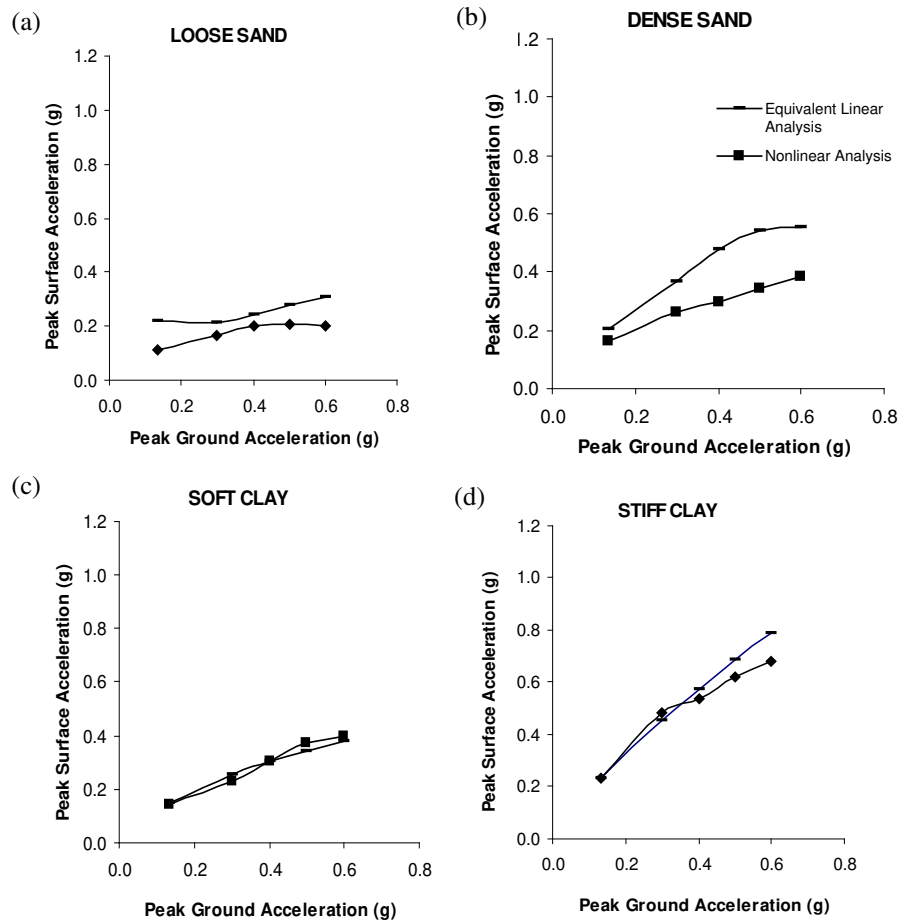 (a)
LOOSE SAND
1.2
1.0
0.8
0.6
0.4
0.2
0.0
0.0 0.2 0.4 0.6 0.8
Peak Surface Acceleration (g)
Peak Ground Acceleration (g)
(b)
DENSE SAND
1.2
1.0
0.8
0.6
0.4
0.2
0.0
0.0 0.2 0.4 0.6 0.8
Peak Surface Acceleration (g)
Peak Ground Acceleration (g)
Equivalent Linear
Analysis
Nonlinear Analysis
(c)
SOFT CLAY
1.2
1.0
0.8
0.6
0.4
0.2
0.0
0.0 0.2 0.4 0.6 0.8
Peak Surface Acceleration (g)
Peak Ground Acceleration (g)
(d)
STIFF CLAY
1.2
1.0
0.8
0.6
0.4
0.2
0.0
0.0 0.2 0.4 0.6 0.8
Peak Surface Acceleration (g)
Peak Ground Acceleration (g)